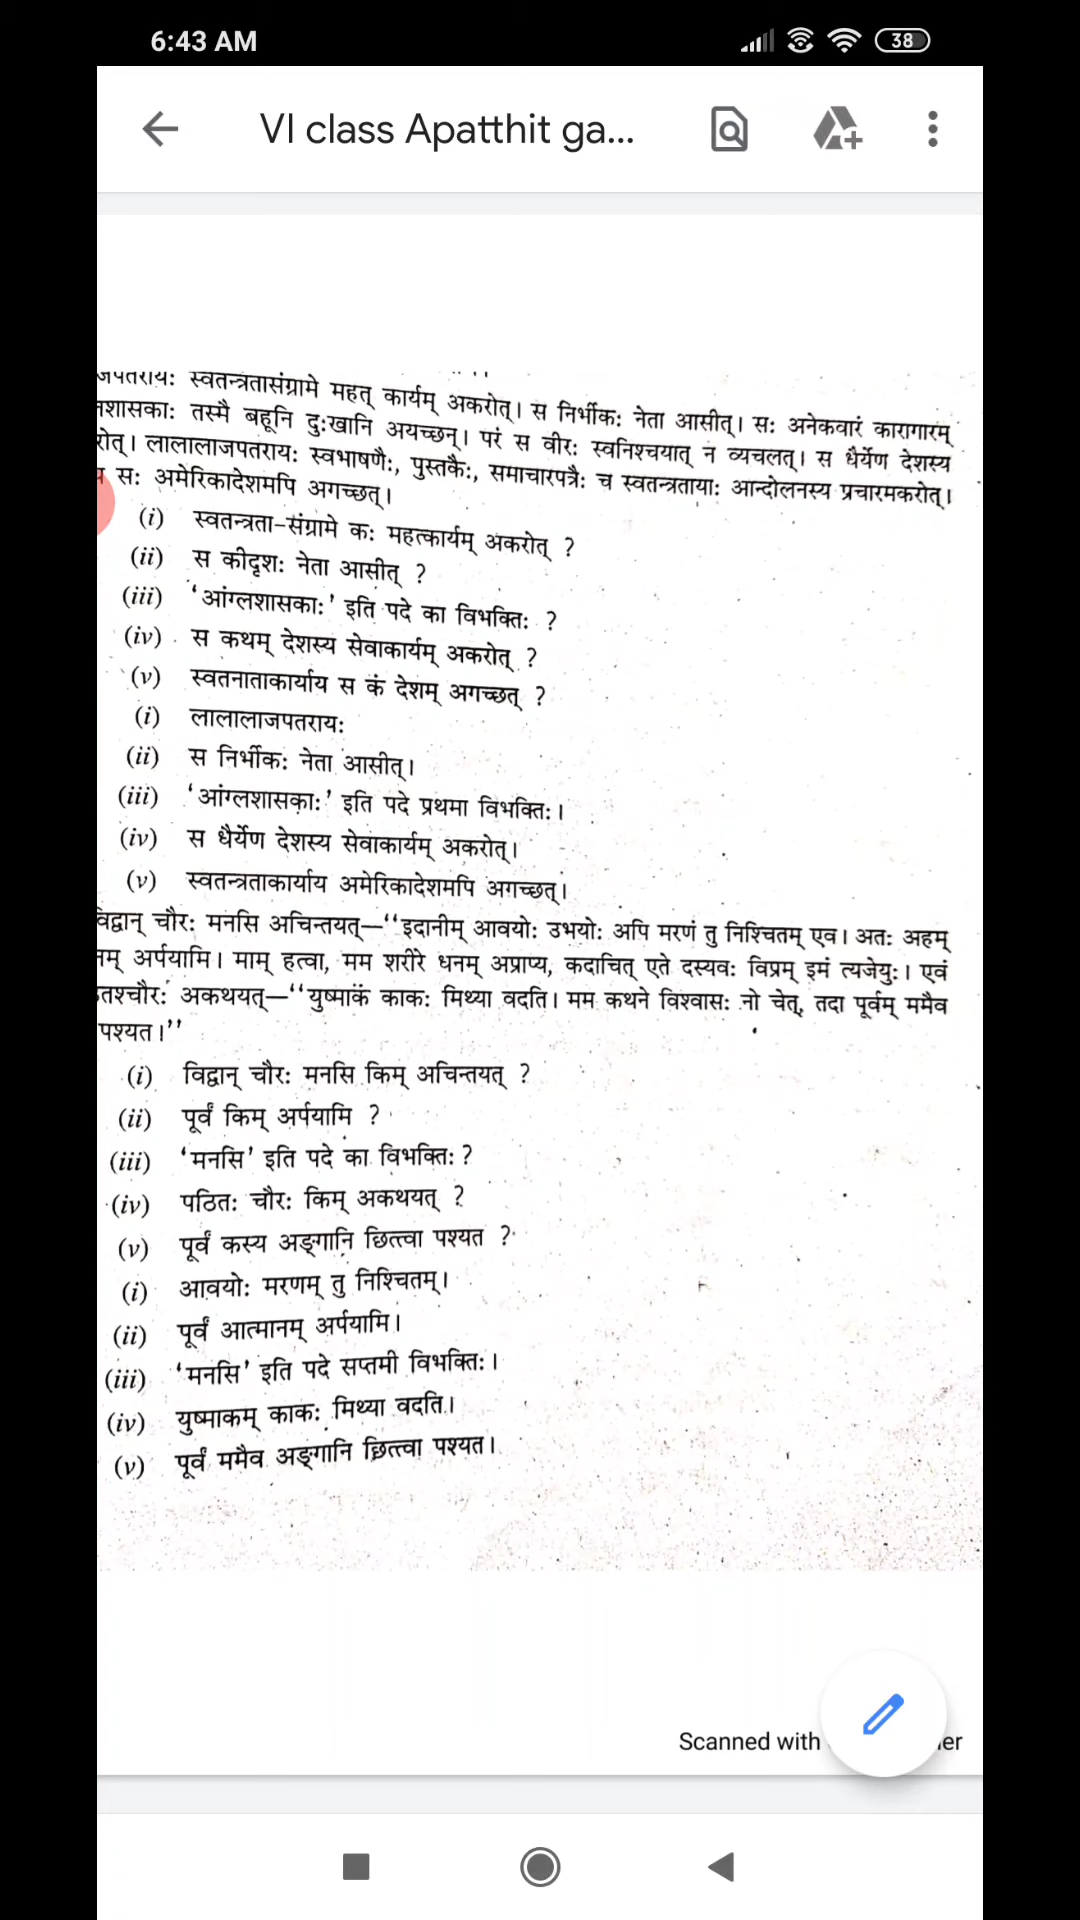 6:43 AM
38
VI class Apatthit ga...
स्वतन्त्रतासंग्रामे महत् कार्यम् अकरोत्। स निर्भीकः नेता आसीत्। सः अनेकवारं कारागारम्
तस्मै बहूनि दुःखानि अयच्छन्। परं स वीरः स्वनिश्चयात् न व्यचलत्। स धैर्येण देशस्य
रोत्। लालालाजपतरायः स्वभाषणैः, पुस्तकैः, समाचारपत्रैः च स्वतन्त्रतायाः आन्दोलनस्य प्रचारमकरोत्।
सः अमेरिकादेशमपि अगच्छत्।
(i) स्वतन्त्रता-संग्रामे कः महत्कार्यम् अकरोत् ?
(ii) स कीदृशः नेता आसीत् ?
(iii) 'आंग्लशासकाः' इति पदे का विभक्तिः ?
(iv) स कथम् देशस्य सेवाकार्यम् अकरोत् ?
(v) स्वतनाताकार्याय स कं देशम् अगच्छत् ?
(i) लालालाजपतरायः
(ii) स निर्भीकः नेता आसीत्।
(iii) 'आंग्लशासकाः' इति पदे प्रथमा विभक्तिः।
(iv) स धैर्येण देशस्य सेवाकार्यम् अकरोत्।
(v) स्वतन्त्रताकार्याय अमेरिकादेशमपि अगच्छत्।
विद्वान् चौरः मनसि अचिन्तयत्—"इदानीम् आवयोः उभयोः अपि मरणं तु निश्चितम् एव। अतः अहम्
नम् अर्पयामि। माम् हत्वा, मम शरीरे धनम् अप्राप्य, कदाचित् एते दस्यवः विप्रम् इमं त्यजेयुः। एवं
तश्चौरः अकथयत्—"युष्माकं काकः मिथ्या वदति। मम कथने विश्वासः नो चेत्, तदा पूर्वम् ममैव
पश्यत।"
(i) विद्वान् चौरः मनसि किम् अचिन्तयत् ?
(ii) पूर्वं किम् अर्पयामि ?
(iii) 'मनसि' इति पदे का विभक्तिः ?
(iv) पठितः चौरः किम् अकथयत् ?
(v) पूर्वं कस्य अङ्गानि छित्त्वा पश्यत ?
(i) आवयोः मरणम् तु निश्चितम्।
(ii) पूर्वं आत्मानम् अर्पयामि।
(iii) 'मनसि' इति पदे सप्तमी विभक्तिः।
(iv) युष्माकम् काकः मिथ्या वदति।
(v) पूर्वं ममैव अङ्गानि छित्त्वा पश्यत।
Scanned with